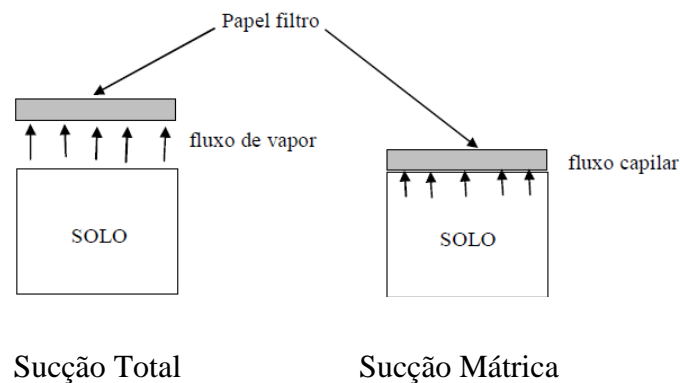 Papel filtro
fluxo de vapor
fluxo capilar
SOLO
SOLO
Sucção Total
Sucção Mátrica